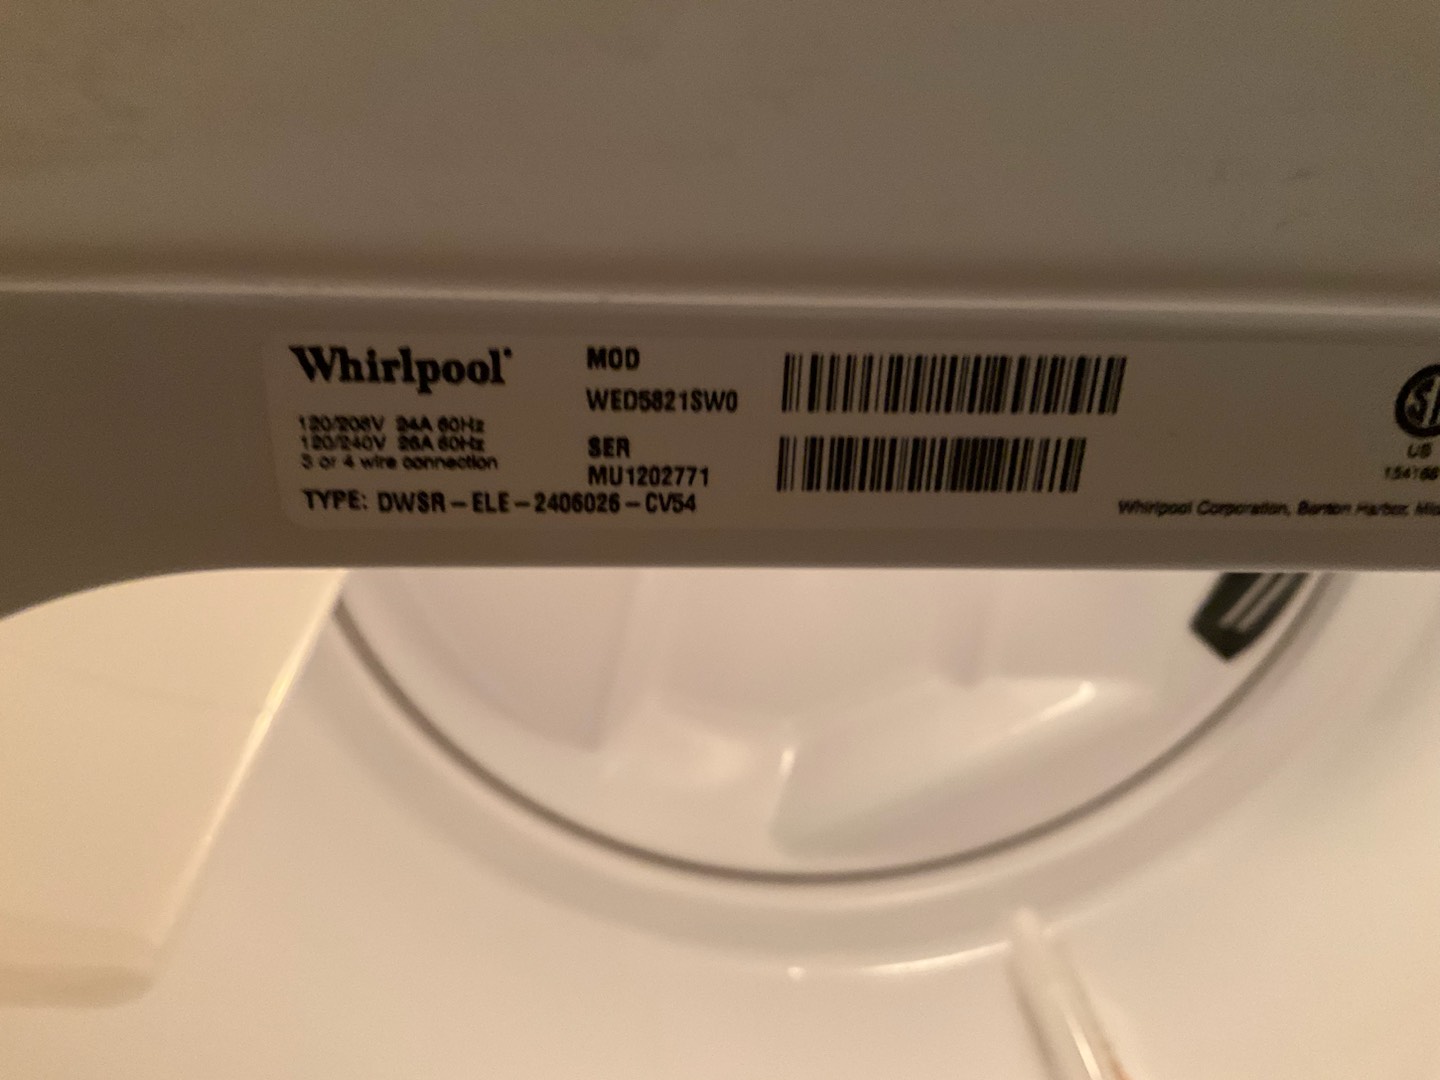 Whirlpool
MOD
WED5821SW0
120/208V 24A 60Hz
120/240V 26A 60Hz
3 or 4 wire connection
SER
MU1202771
TYPE: DWSR-ELE-2406026-CV54
US
Whirlpool Corporation, Benton Harbor,